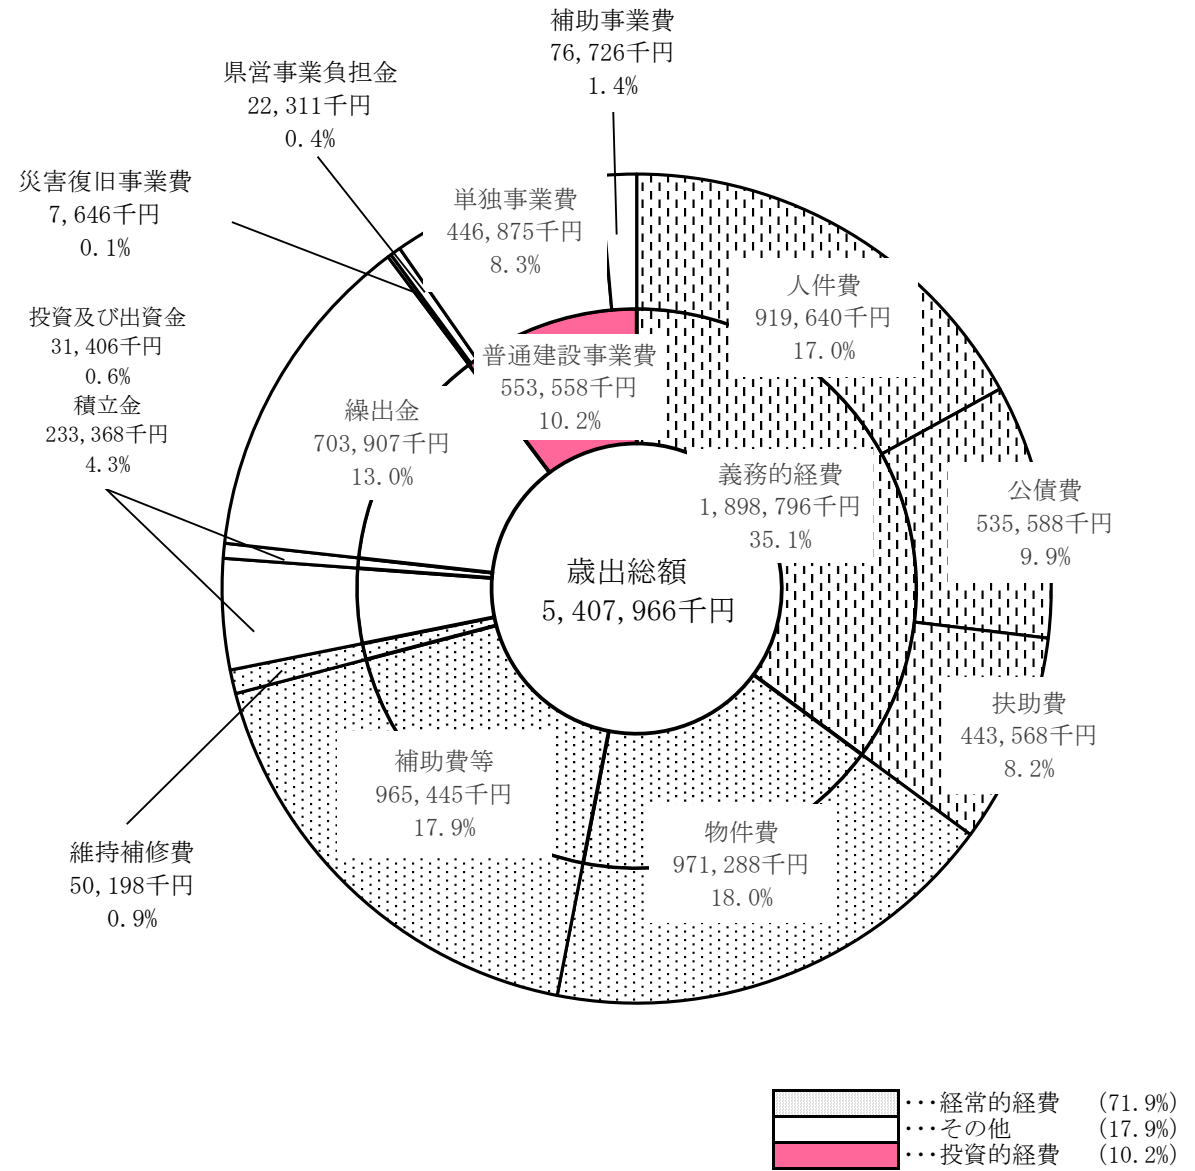 補助事業費
76,726千円
1.4%
県営事業負担金
22,311千円
0.4%
災害復旧事業費
7,646千円
0.1%
単独事業費
446,875千円
8.3%
人件費
919,640千円
17.0%
投資及び出資金
31,406千円
0.6%
積立金
233,368千円
4.3%
繰出金
703,907千円
13.0%
普通建設事業費
553,558千円
10.2%
義務的経費
1,898,796千円
35.1%
公債費
535,588千円
9.9%
歳出総額
5,407,966千円
扶助費
443,568千円
8.2%
補助費等
965,445千円
17.9%
物件費
971,288千円
18.0%
維持補修費
50,198千円
0.9%
･･･経常的経費 (71.9%)
･･･その他 (17.9%)
･･･投資的経費 (10.2%)